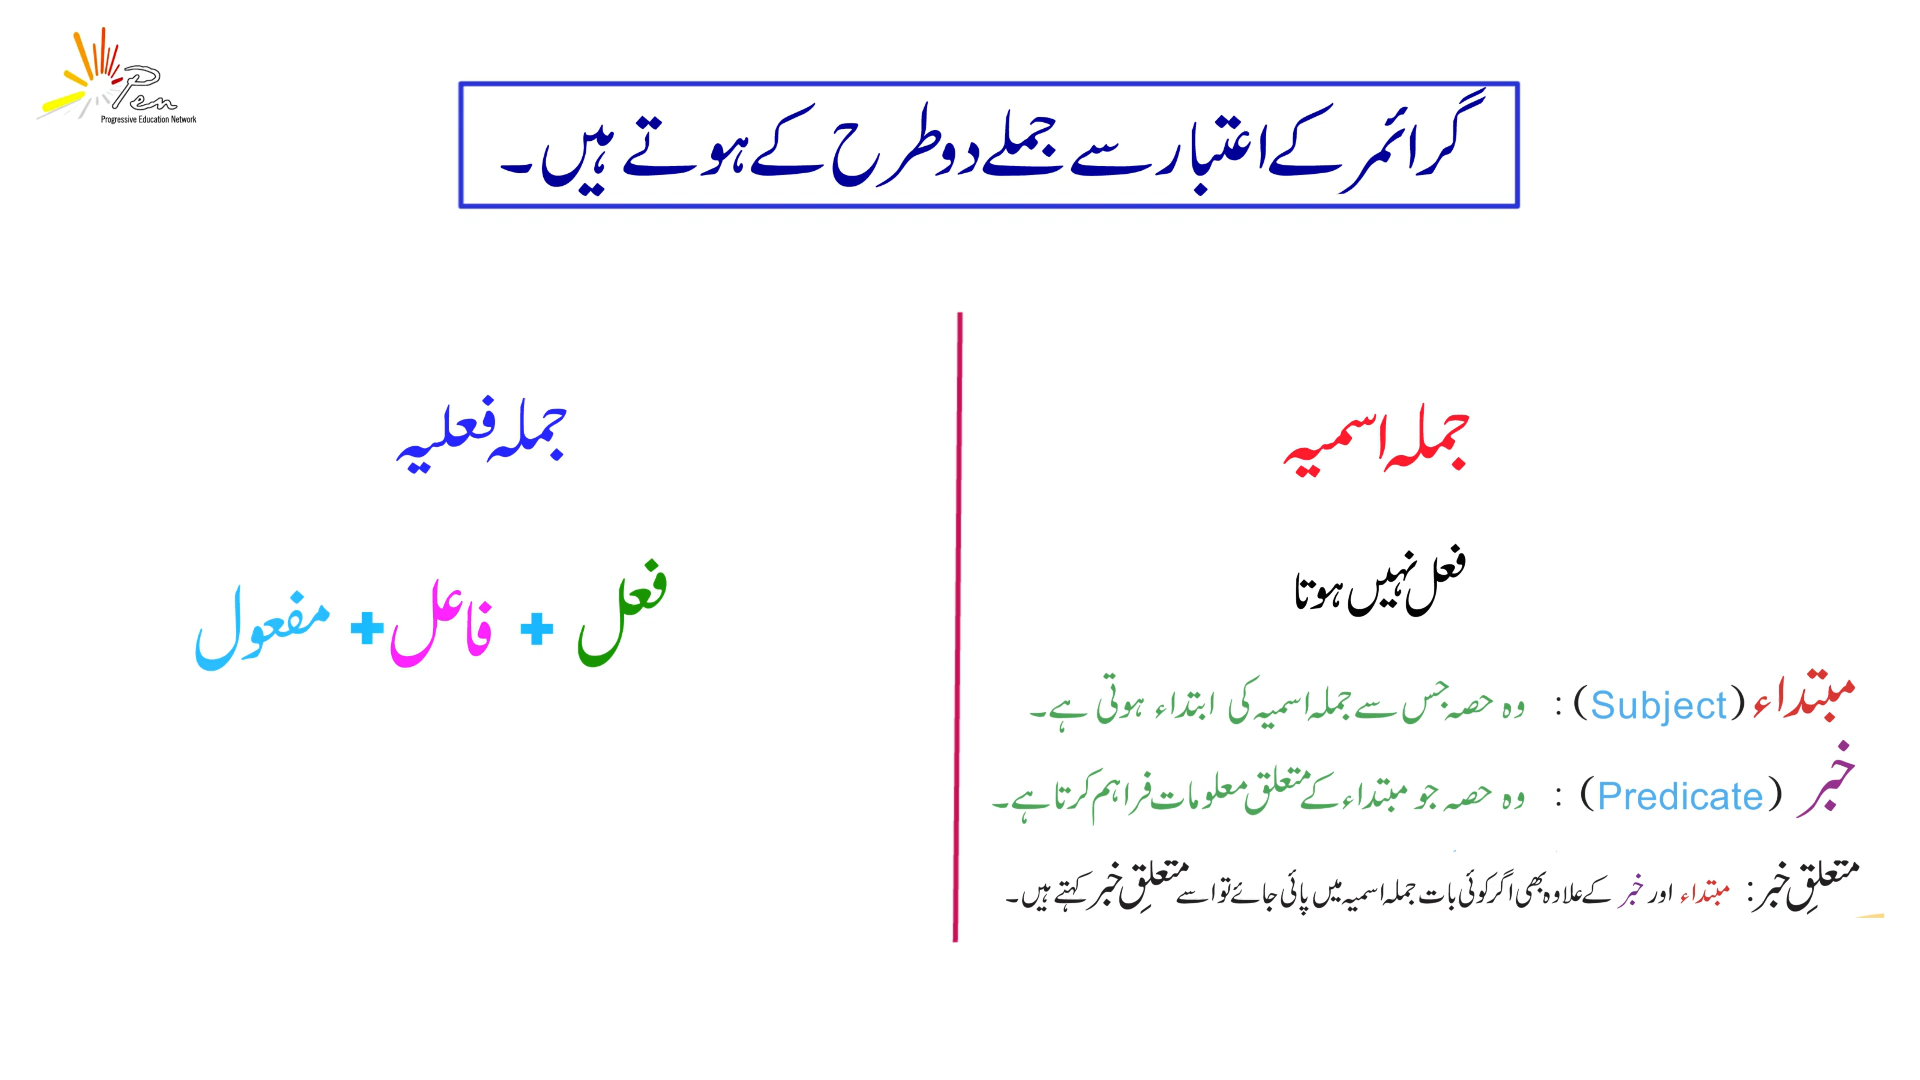 Pen
Progressive Education Network
گرائمر کے اعتبار سے جملے دو طرح کے ہوتے ہیں۔
جملہ اسمیہ
فعل نہیں ہوتا
مبتداء (Subject) : وہ حصہ جس سے جملہ اسمیہ کی ابتداء ہوتی ہے۔
خبر (Predicate) : وہ حصہ جو مبتداء کے متعلق معلومات فراہم کرتا ہے۔
متعلقِ خبر: مبتداء اور خبر کے علاوہ بھی اگر کوئی بات جملہ اسمیہ میں پائی جائے تو اسے متعلقِ خبر کہتے ہیں۔
جملہ فعلیہ
فعل + فاعل + مفعول